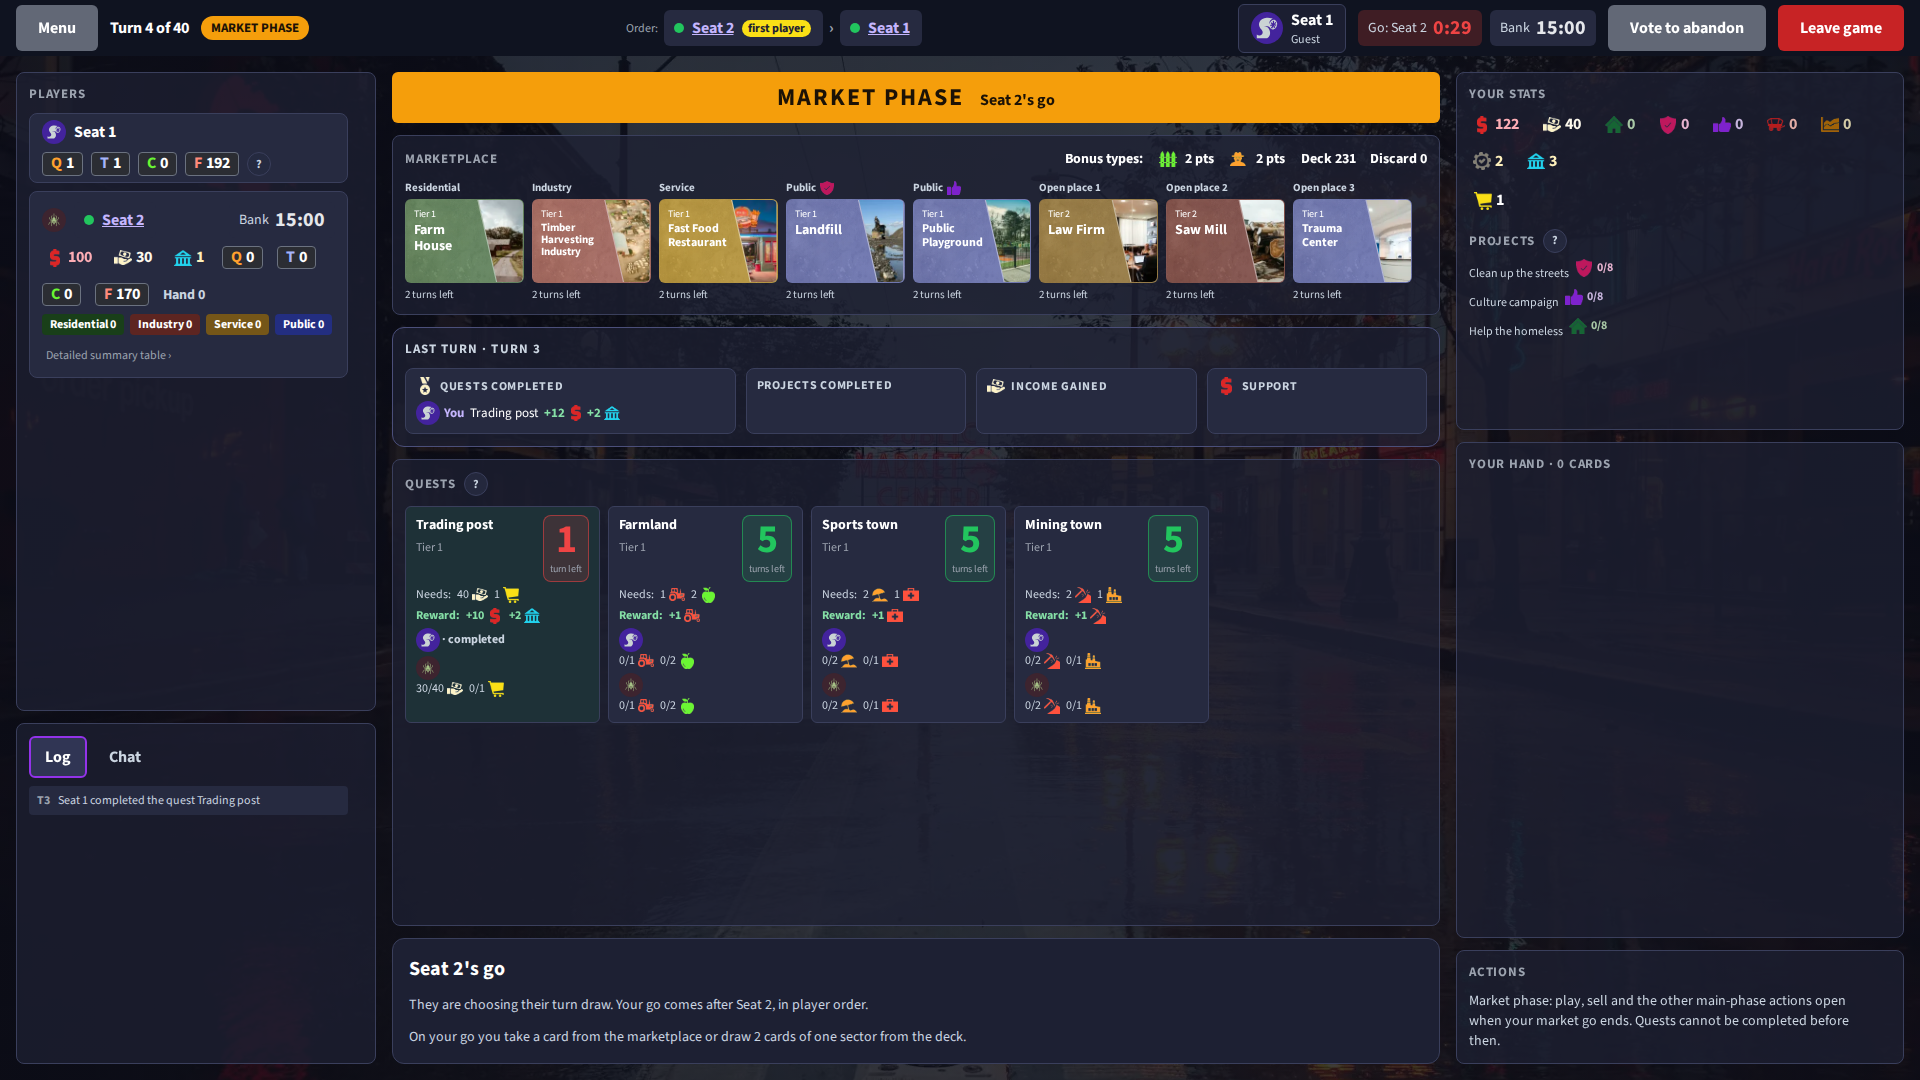 Menu
Turn 4 of 40
MARKET PHASE
Order:
Seat 2
first player
›
Seat 1
Seat 1
Guest
Go: Seat 2 0:29
Bank 15:00
Vote to abandon
Leave game
PLAYERS
Seat 1
Q 1
T 1
C 0
F 192
?
Seat 2
Bank 15:00
100
30
1
Q 0
T 0
C 0
F 170
Hand 0
Residential 0
Industry 0
Service 0
Public 0
Detailed summary table ›
Log
Chat
T3 Seat 1 completed the quest Trading post
MARKET PHASE Seat 2's go
MARKETPLACE
Bonus types: 2 pts 2 pts Deck 231 Discard 0
Residential
Tier 1
Farm
House
2 turns left
Industry
Tier 1
Timber
Harvesting
Industry
2 turns left
Service
Tier 1
Fast Food
Restaurant
2 turns left
Public
Tier 1
Landfill
2 turns left
Public
Tier 1
Public
Playground
2 turns left
Open place 1
Tier 2
Law Firm
2 turns left
Open place 2
Tier 2
Saw Mill
2 turns left
Open place 3
Tier 1
Trauma
Center
2 turns left
LAST TURN · TURN 3
QUESTS COMPLETED
You Trading post +12 +2
PROJECTS COMPLETED
INCOME GAINED
SUPPORT
QUESTS ?
Trading post
Tier 1
1
turn left
Needs: 40 1
Reward: +10 +2
· completed
30/40 0/1
Farmland
Tier 1
5
turns left
Needs: 1 2
Reward: +1
0/1 0/2
0/1 0/2
Sports town
Tier 1
5
turns left
Needs: 2 1
Reward: +1
0/2 0/1
0/2 0/1
Mining town
Tier 1
5
turns left
Needs: 2 1
Reward: +1
0/2 0/1
0/2 0/1
Seat 2's go
They are choosing their turn draw. Your go comes after Seat 2, in player order.
On your go you take a card from the marketplace or draw 2 cards of one sector from the deck.
YOUR STATS
122 40 0 0 0 0 0
2 3
1
PROJECTS ?
Clean up the streets 0/8
Culture campaign 0/8
Help the homeless 0/8
YOUR HAND · 0 CARDS
ACTIONS
Market phase: play, sell and the other main-phase actions open
when your market go ends. Quests cannot be completed before
then.